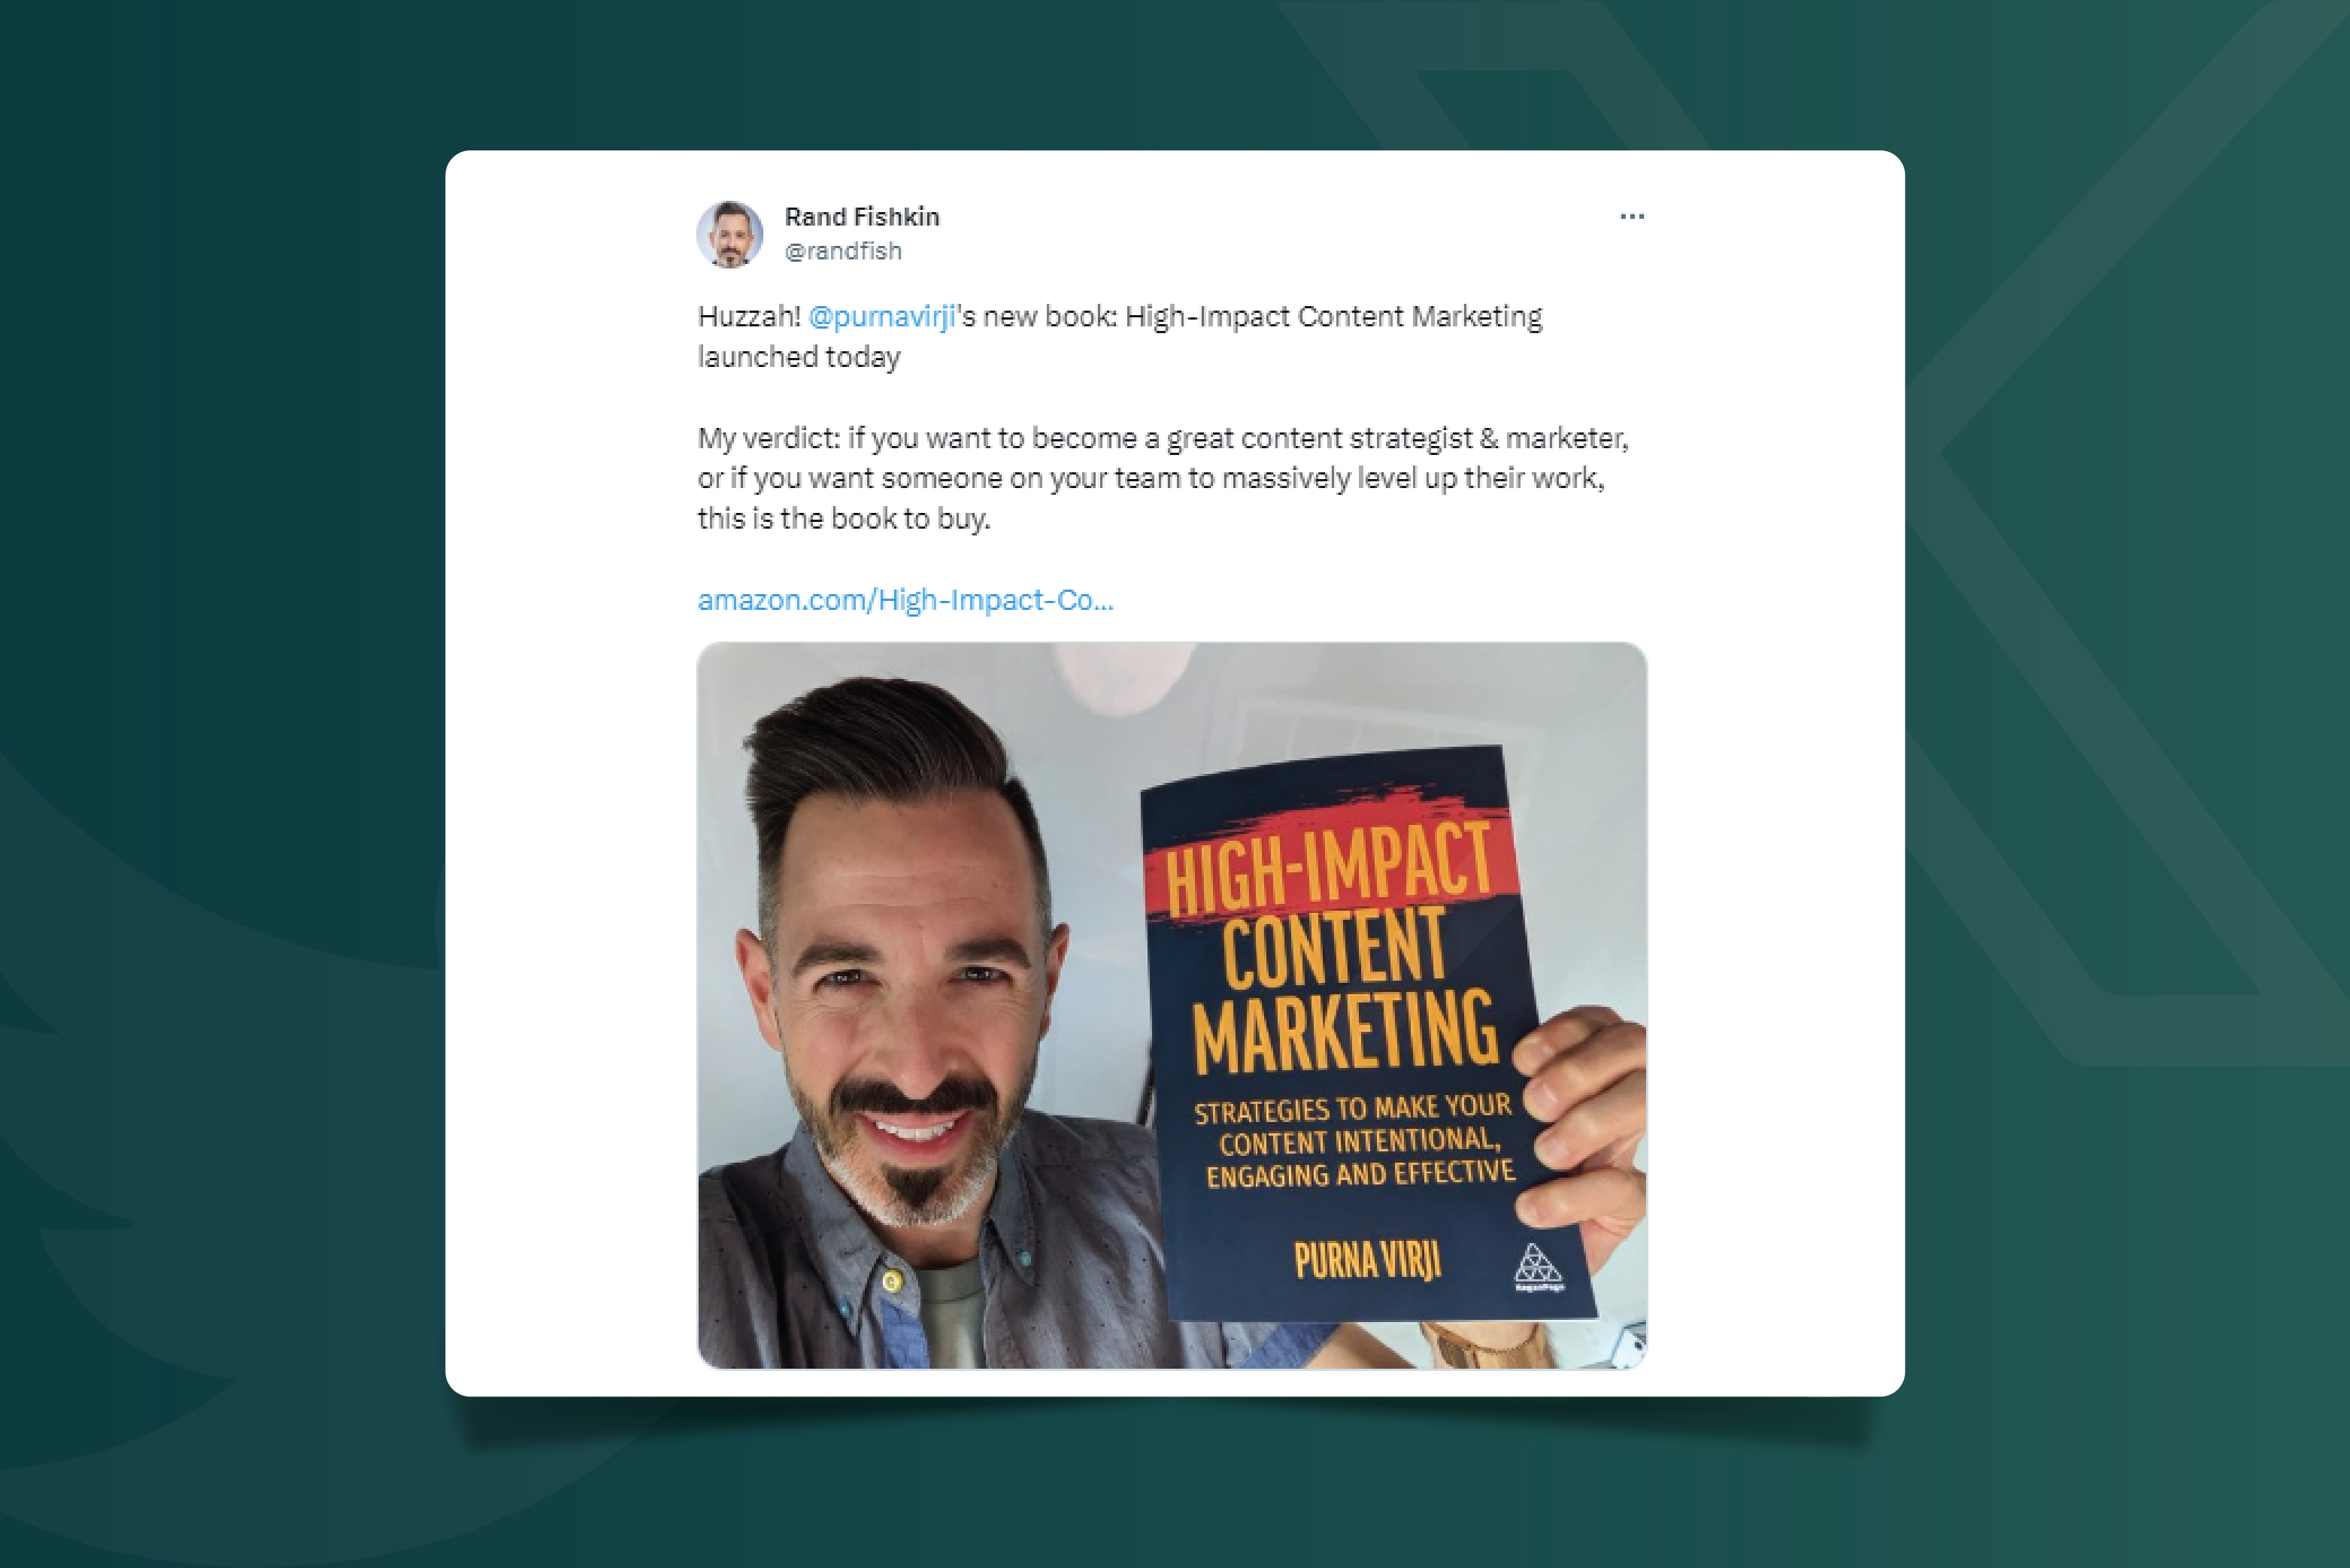 Rand Fishkin
@randfish
Huzzah! @purnavirji's new book: High-Impact Content Marketing
launched today
My verdict: if you want to become a great content strategist & marketer,
or if you want someone on your team to massively level up their work,
this is the book to buy.
amazon.com/High-Impact-Co...
HIGH-IMPACT
CONTENT
MARKETING
STRATEGIES TO MAKE YOUR
CONTENT INTENTIONAL,
ENGAGING AND EFFECTIVE
PURNA VIRJI
KoganPage